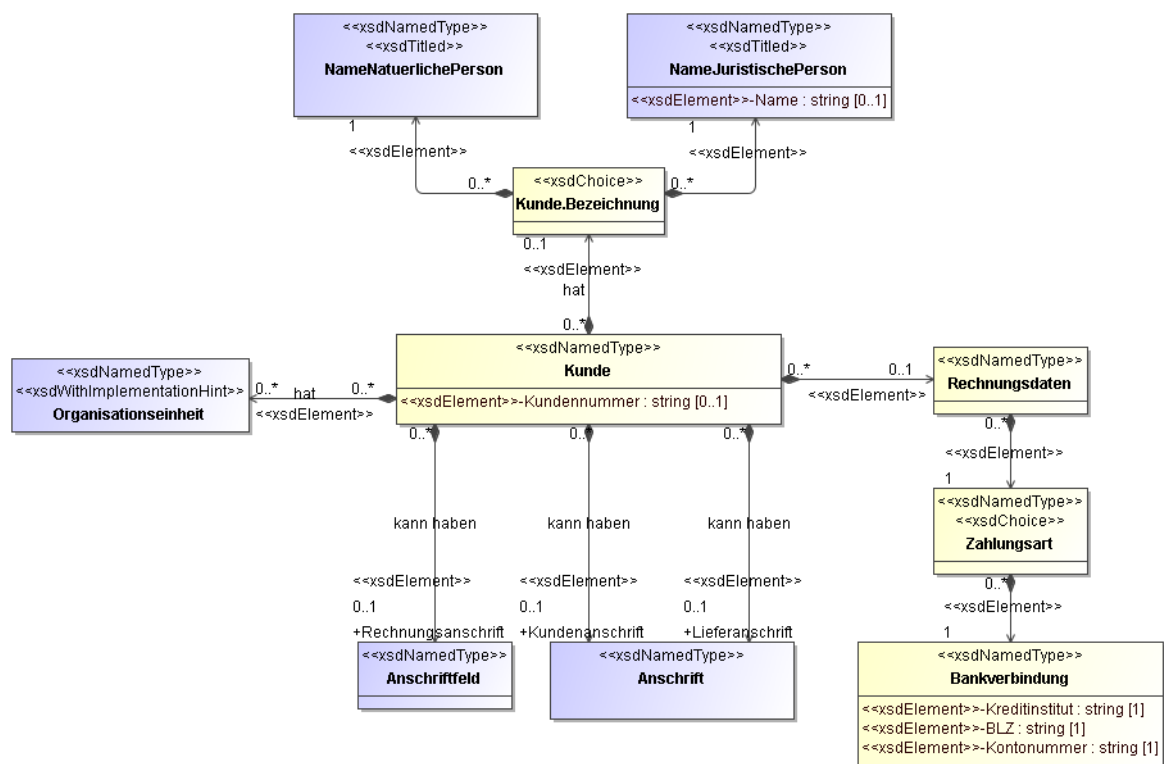 <<xsdNamedType>>
<<xsdTitled>>
NameNatuerlichePerson
<<xsdNamedType>>
<<xsdTitled>>
NameJuristischePerson
<<xsdElement>>-Name : string [0..1]
1
<<xsdElement>>
0..*
1
<<xsdElement>>
0..*
<<xsdChoice>>
Kunde.Bezeichnung
0..1
<<xsdElement>>
hat
0..*
<<xsdNamedType>>
Kunde
<<xsdElement>>-Kundennummer : string [0..1]
<<xsdNamedType>>
<<xsdWithImplementationHint>>
Organisationseinheit
0..*
hat
0..*
<<xsdElement>>
0..*
0..1
<<xsdElement>>
<<xsdNamedType>>
Rechnungsdaten
0..*
<<xsdElement>>
1
<<xsdNamedType>>
<<xsdChoice>>
Zahlungsart
0..*
<<xsdElement>>
1
0..*
0..*
0..*
kann haben
kann haben
kann haben
<<xsdElement>>
<<xsdElement>>
<<xsdElement>>
0..1
0..1
0..1
+Rechnungsanschrift
+Kundenanschrift
+Lieferanschrift
<<xsdNamedType>>
Anschriftfeld
<<xsdNamedType>>
Anschrift
<<xsdNamedType>>
Bankverbindung
<<xsdElement>>-Kreditinstitut : string [1]
<<xsdElement>>-BLZ : string [1]
<<xsdElement>>-Kontonummer : string [1]